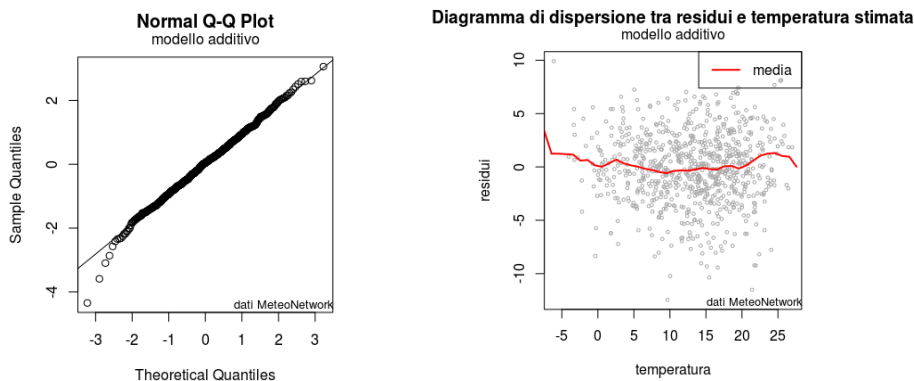 Normal Q-Q Plot
modello additivo
Sample Quantiles
2
0
-2
-4
dati MeteoNetwork
-3 -2 -1 0 1 2 3
Theoretical Quantiles
Diagramma di dispersione tra residui e temperatura stimata
modello additivo
media
residui
10
5
0
-5
-10
dati MeteoNetwork
-5 0 5 10 15 20 25
temperatura